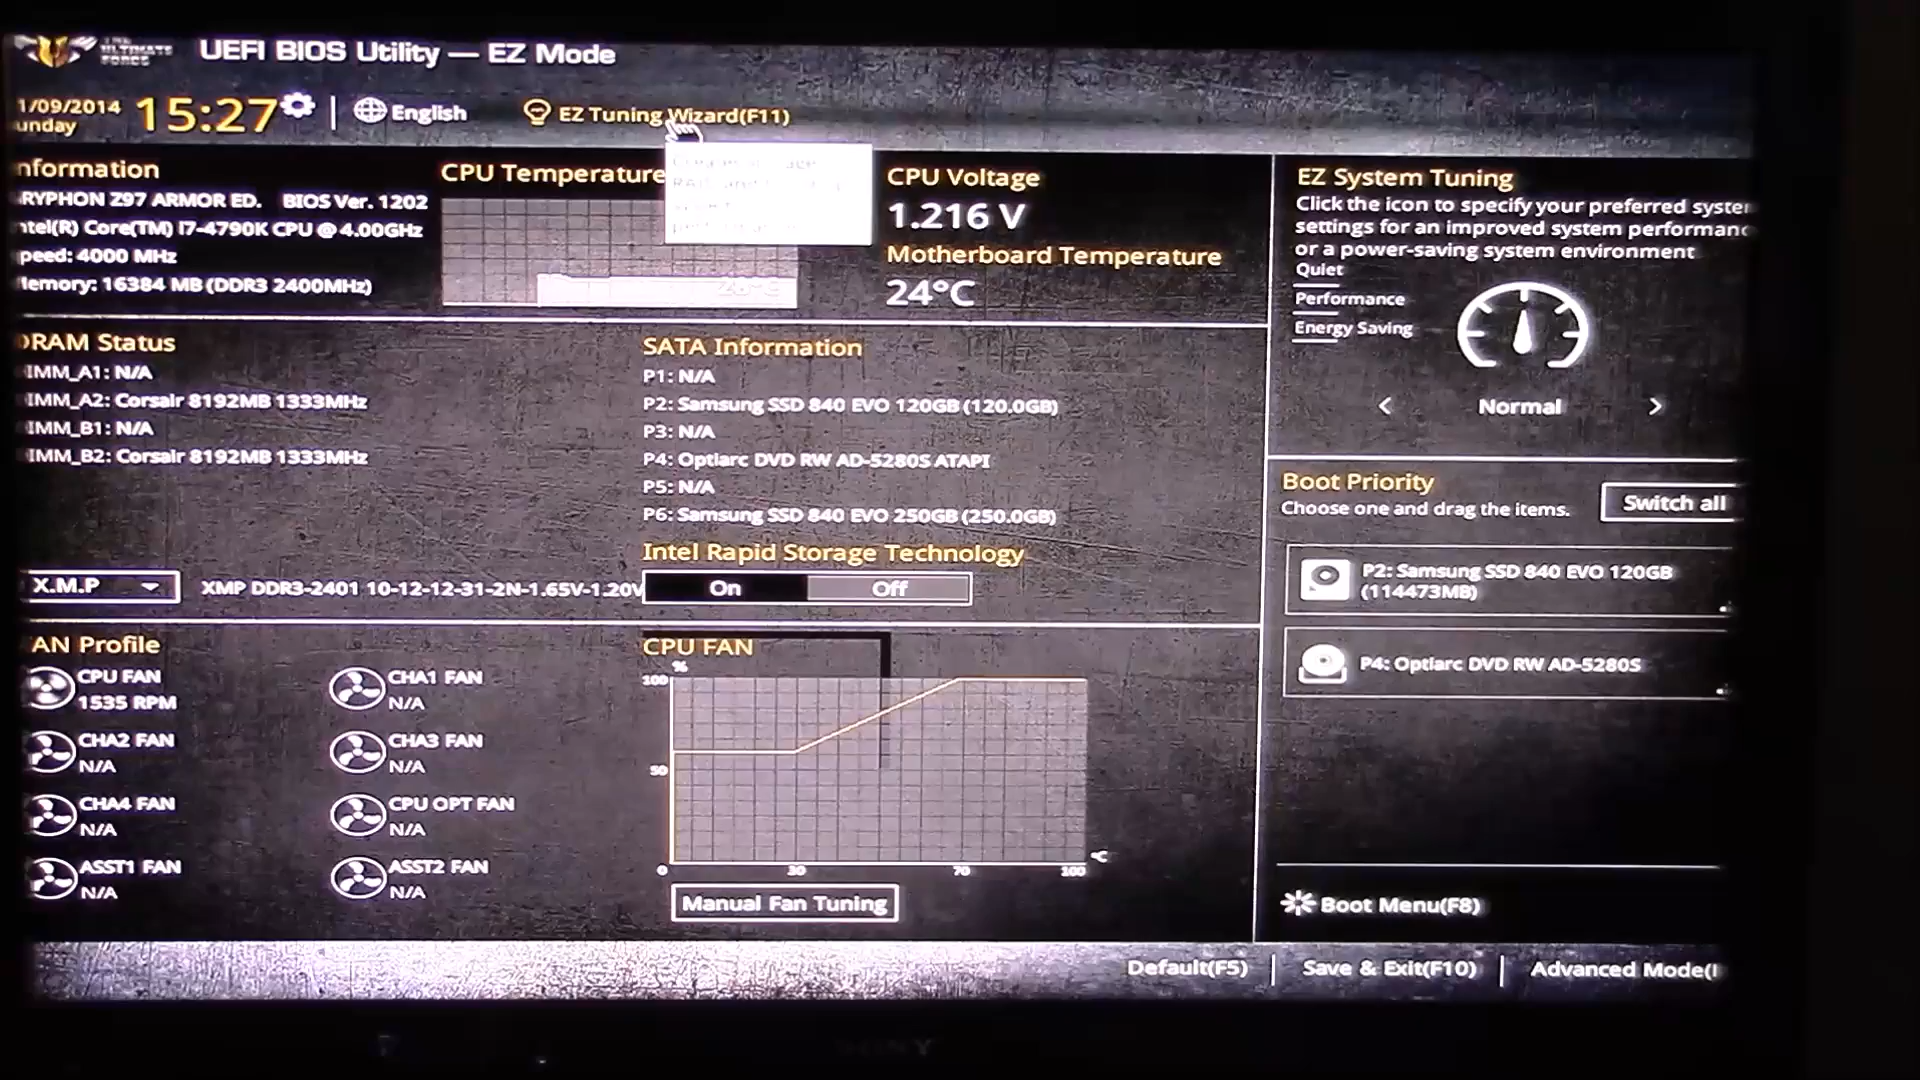 THE
ULTIMATE
FORCE
UEFI BIOS Utility — EZ Mode
1/09/2014
unday
15:27
English
EZ Tuning Wizard(F11)
nformation
RYPHON Z97 ARMOR ED. BIOS Ver. 1202
ntel(R) Core(TM) i7-4790K CPU @ 4.00GHz
peed: 4000 MHz
emory: 16384 MB (DDR3 2400MHz)
CPU Temperature
CPU Voltage
1.216 V
Motherboard Temperature
24°C
EZ System Tuning
Click the icon to specify your preferred syster
settings for an improved system performanc
or a power-saving system environment
Quiet
Performance
Energy Saving
< Normal >
RAM Status
IMM_A1: N/A
IMM_A2: Corsair 8192MB 1333MHz
IMM_B1: N/A
IMM_B2: Corsair 8192MB 1333MHz
X.M.P
XMP DDR3-2401 10-12-12-31-2N-1.65V-1.20V
SATA Information
P1: N/A
P2: Samsung SSD 840 EVO 120GB (120.0GB)
P3: N/A
P4: Optiarc DVD RW AD-5280S ATAPI
P5: N/A
P6: Samsung SSD 840 EVO 250GB (250.0GB)
Intel Rapid Storage Technology
On Off
Boot Priority
Choose one and drag the items.
Switch all
P2: Samsung SSD 840 EVO 120GB
(114473MB)
P4: Optiarc DVD RW AD-5280S
AN Profile
CPU FAN
1535 RPM
CHA1 FAN
N/A
CHA2 FAN
N/A
CHA3 FAN
N/A
CHA4 FAN
N/A
CPU OPT FAN
N/A
ASST1 FAN
N/A
ASST2 FAN
N/A
CPU FAN
%
100
50
0 30 70 100
°C
Manual Fan Tuning
Boot Menu(F8)
Default(F5) | Save & Exit(F10) | Advanced Mode(
SONY